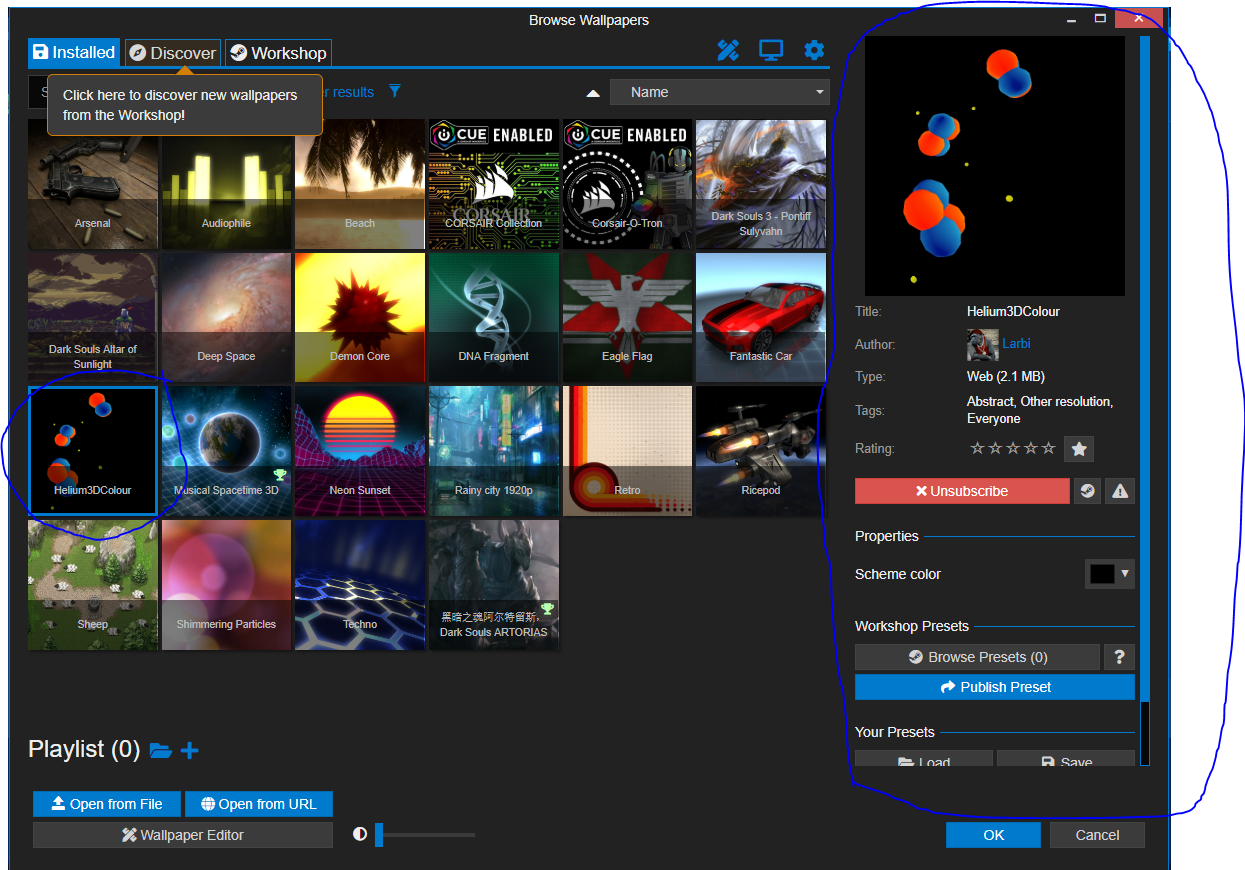 Browse Wallpapers
Installed
Discover
Workshop
Click here to discover new wallpapers
from the Workshop!
results
Name
Arsenal
Audiophile
Beach
CUE ENABLED
CORSAIR
CORSAIR Collection
CUE ENABLED
Corsair-O-Tron
Dark Souls 3 - Pontiff
Sulyvahn
Dark Souls Altar of
Sunlight
Deep Space
Demon Core
DNA Fragment
Eagle Flag
Fantastic Car
Helium3DColour
Musical Spacetime 3D
Neon Sunset
Rainy city 1920p
Retro
Ricepod
Sheep
Shimmering Particles
Techno
黑暗之魂阿尔特留斯，
Dark Souls ARTORIAS
Playlist (0)
Open from File
Open from URL
Wallpaper Editor
Title: Helium3DColour
Author: Larbi
Type: Web (2.1 MB)
Tags: Abstract, Other resolution,
Everyone
Rating:
Unsubscribe
Properties
Scheme color
Workshop Presets
Browse Presets (0) ?
Publish Preset
Your Presets
Load Save
OK Cancel